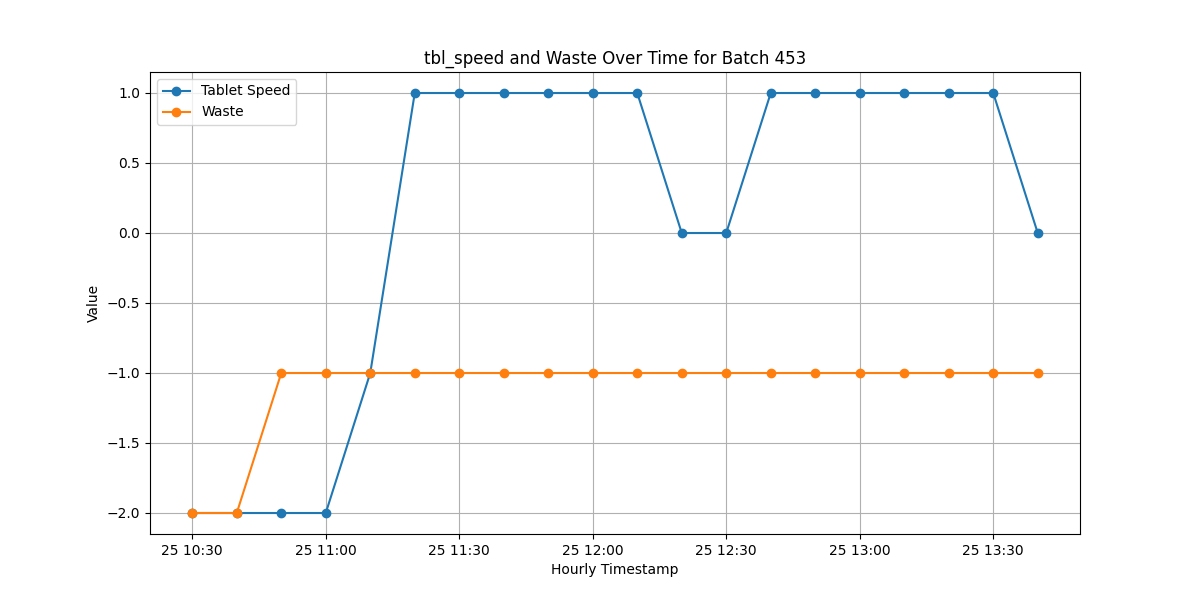 tbl_speed and Waste Over Time for Batch 453
Tablet Speed
Waste
1.0
0.5
0.0
−0.5
−1.0
−1.5
−2.0
Value
25 10:30 25 11:00 25 11:30 25 12:00 25 12:30 25 13:00 25 13:30
Hourly Timestamp